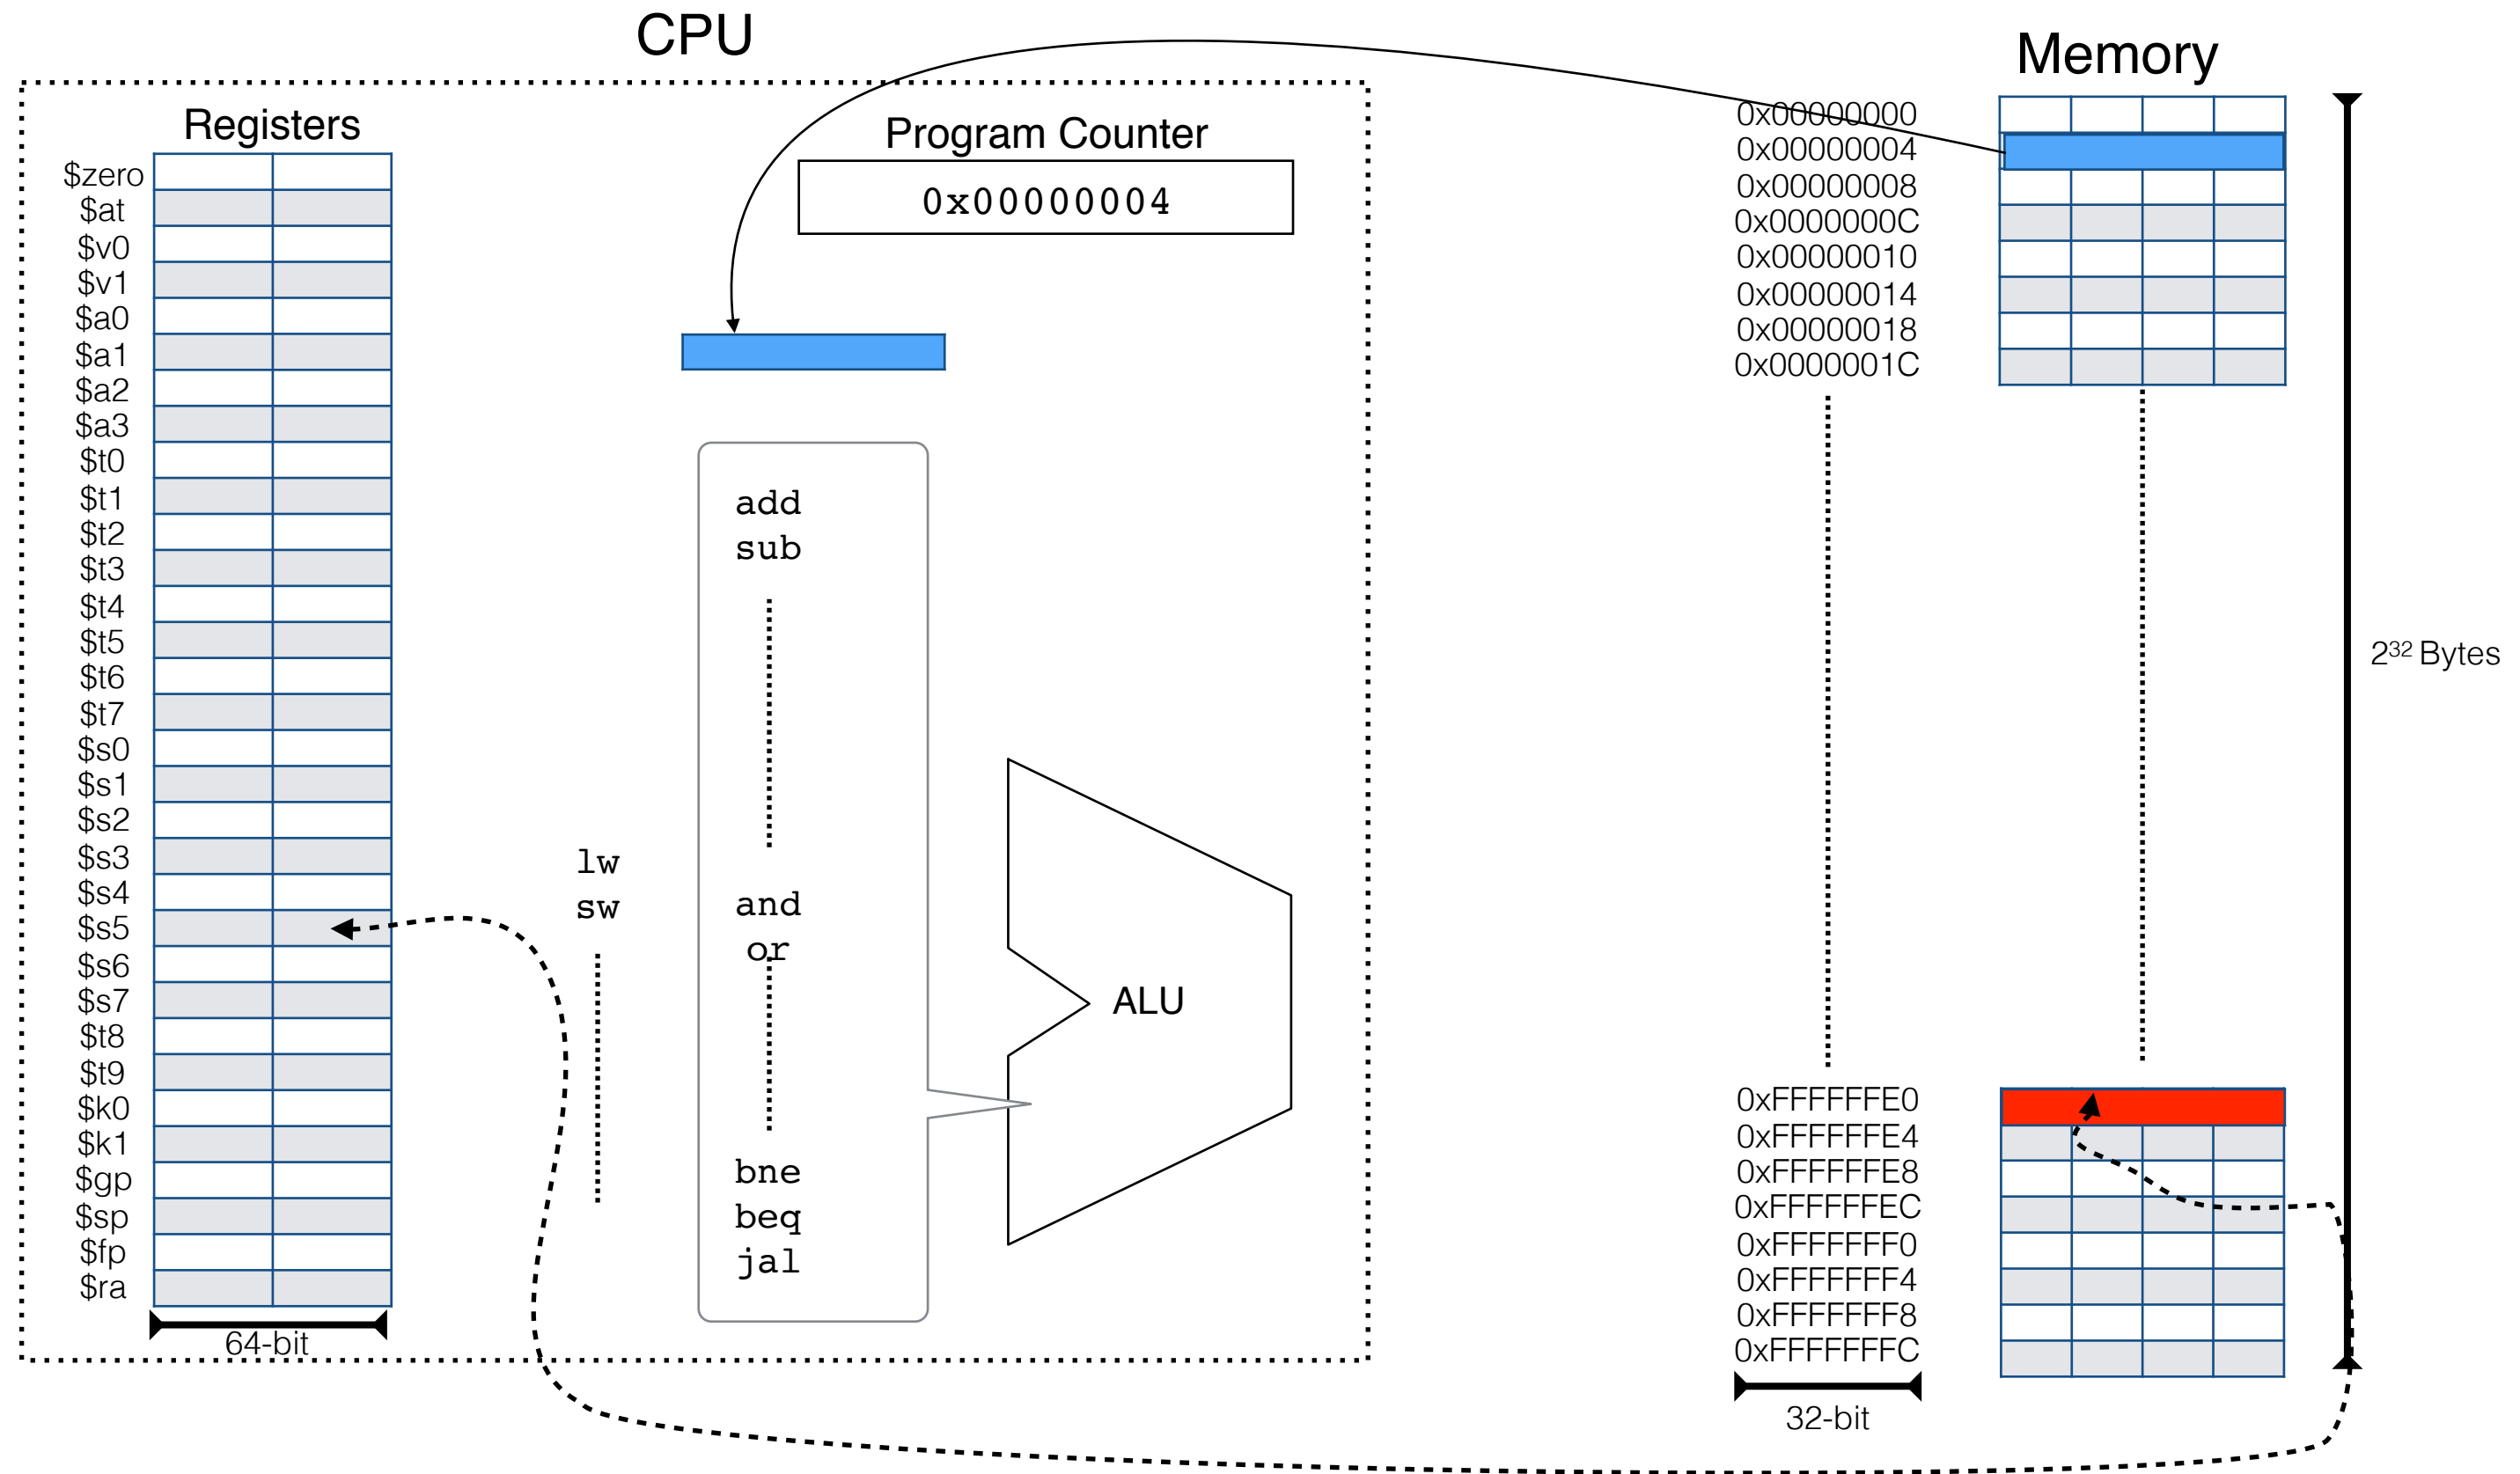 CPU
Registers
$zero
$at
$v0
$v1
$a0
$a1
$a2
$a3
$t0
$t1
$t2
$t3
$t4
$t5
$t6
$t7
$s0
$s1
$s2
$s3
$s4
$s5
$s6
$s7
$t8
$t9
$k0
$k1
$gp
$sp
$fp
$ra
64-bit
Program Counter
0x00000004
lw
sw
add
sub
and
or
bne
beq
jal
ALU
Memory
0x00000000
0x00000004
0x00000008
0x0000000C
0x00000010
0x00000014
0x00000018
0x0000001C
0xFFFFFFE0
0xFFFFFFE4
0xFFFFFFE8
0xFFFFFFEC
0xFFFFFFF0
0xFFFFFFF4
0xFFFFFFF8
0xFFFFFFFC
32-bit
2³² Bytes